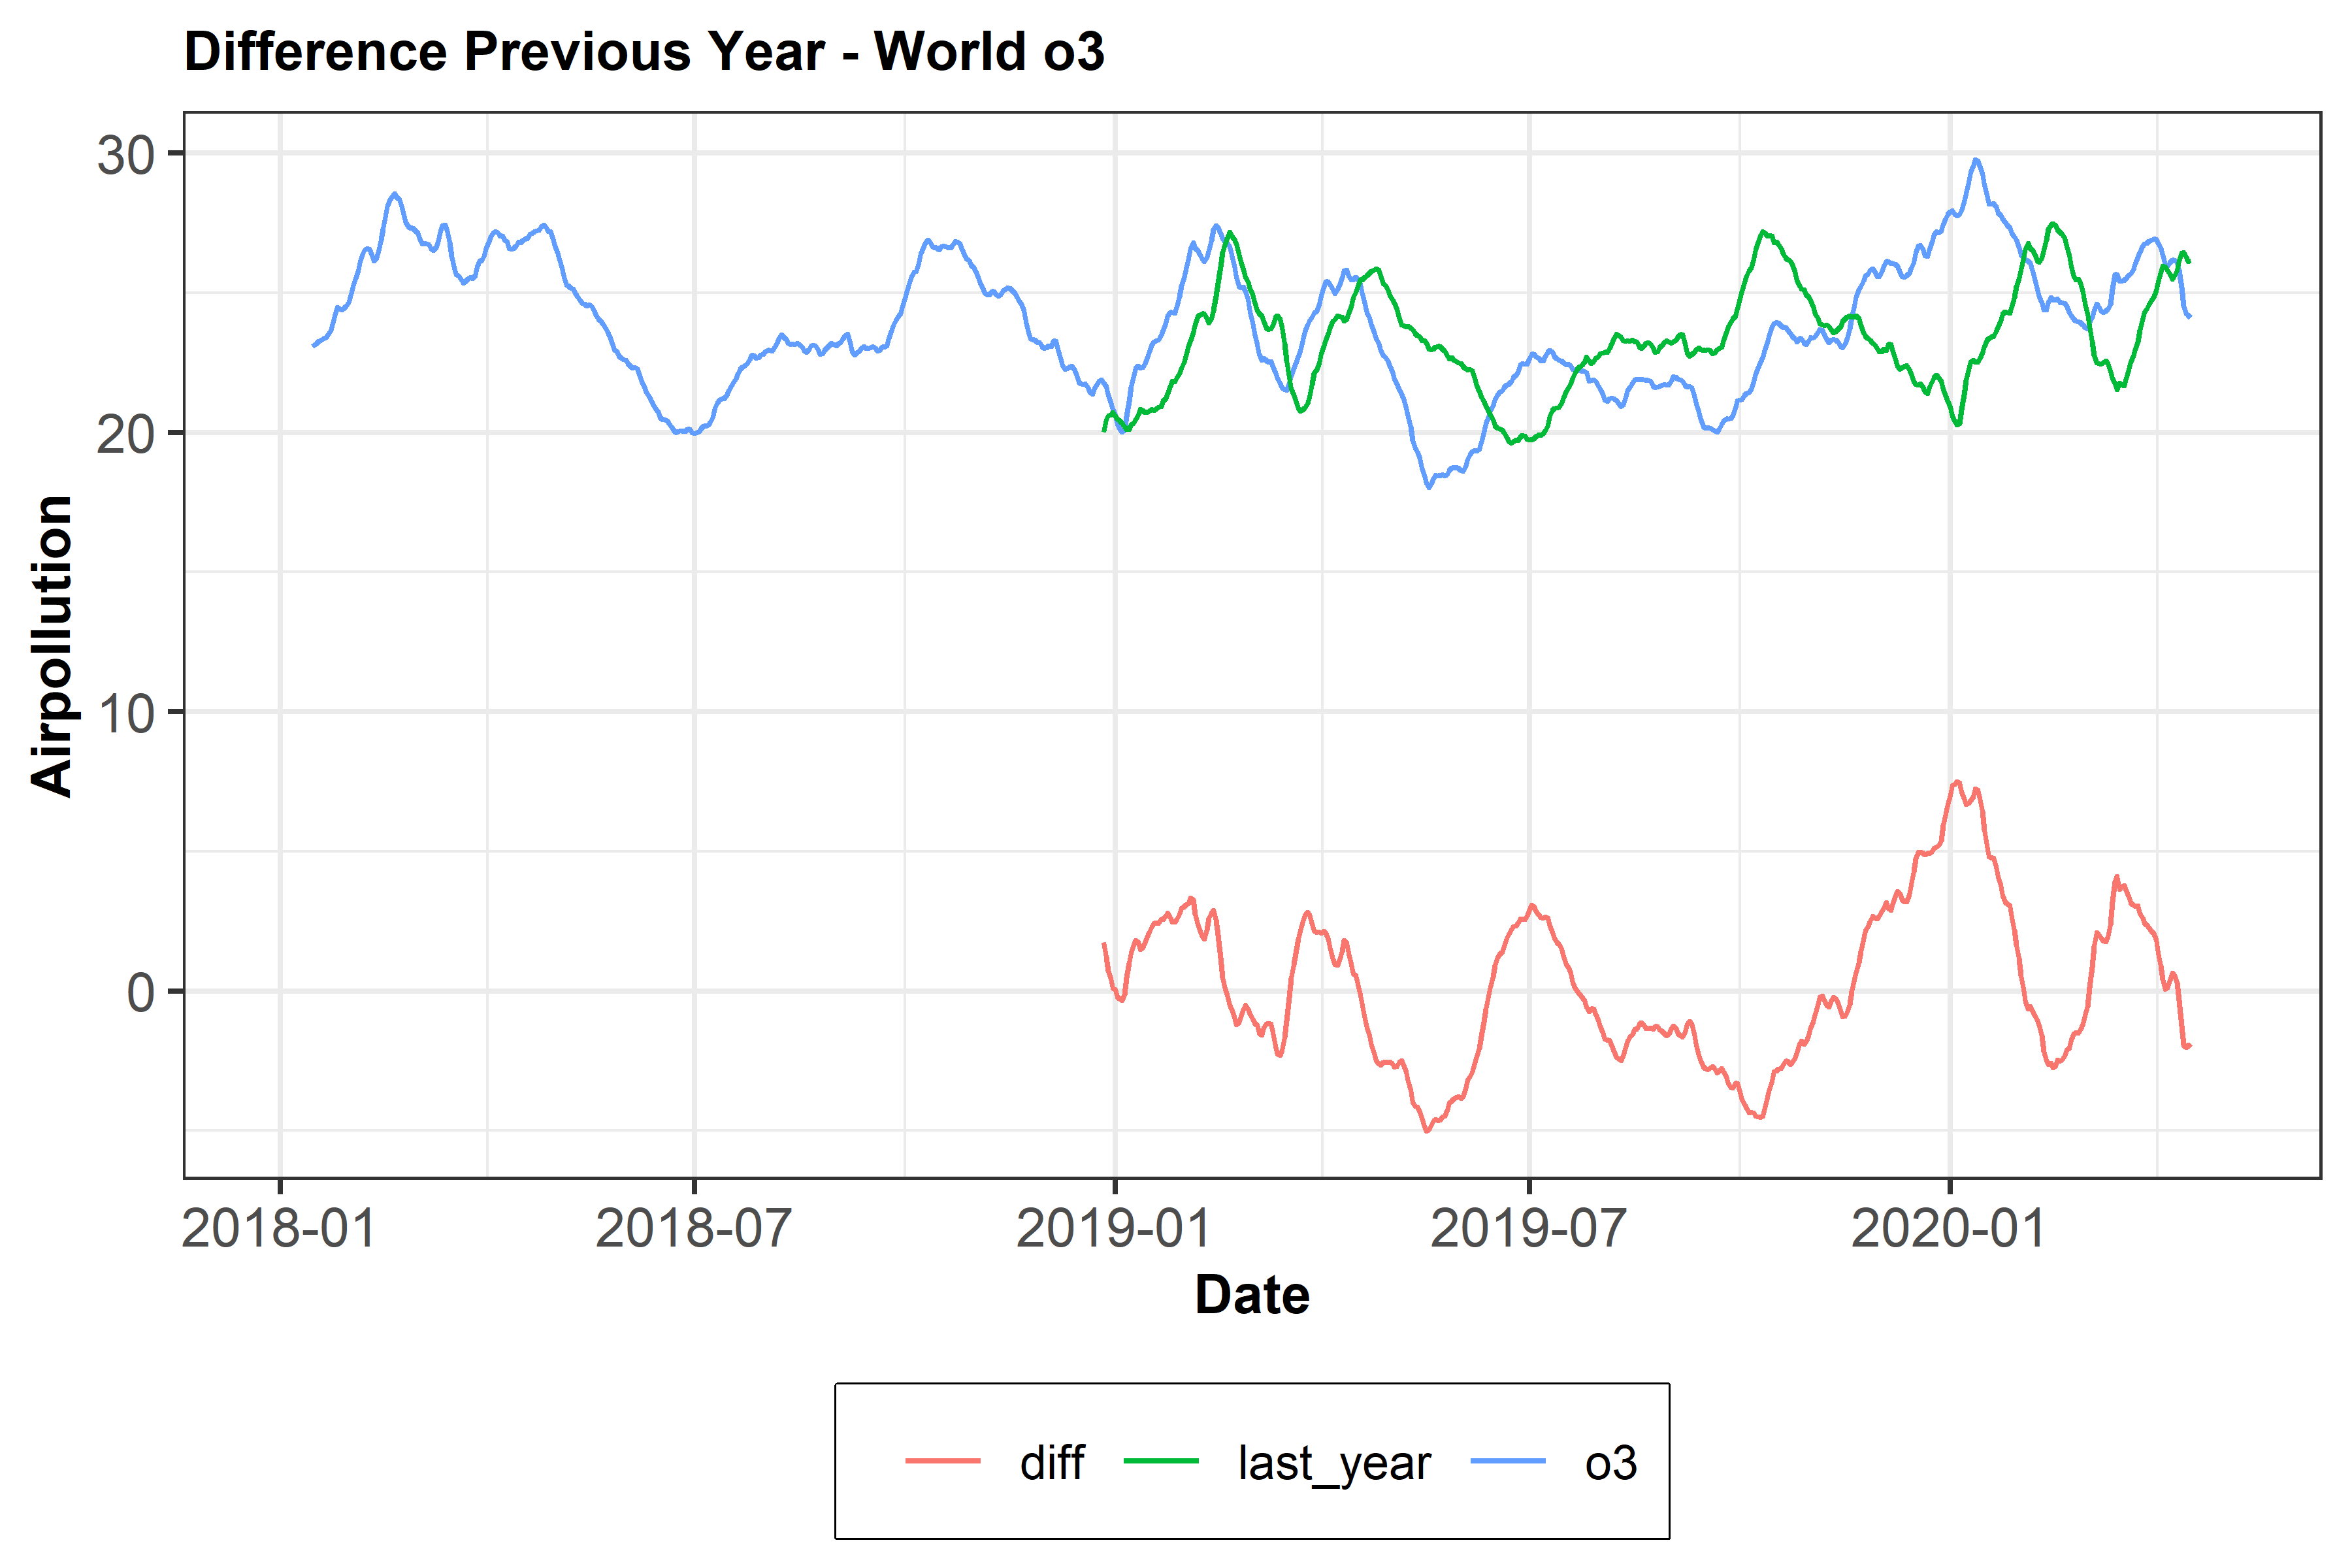 Difference Previous Year - World o3
30
20
10
0
Airpollution
2018-01 2018-07 2019-01 2019-07 2020-01
Date
diff last_year o3